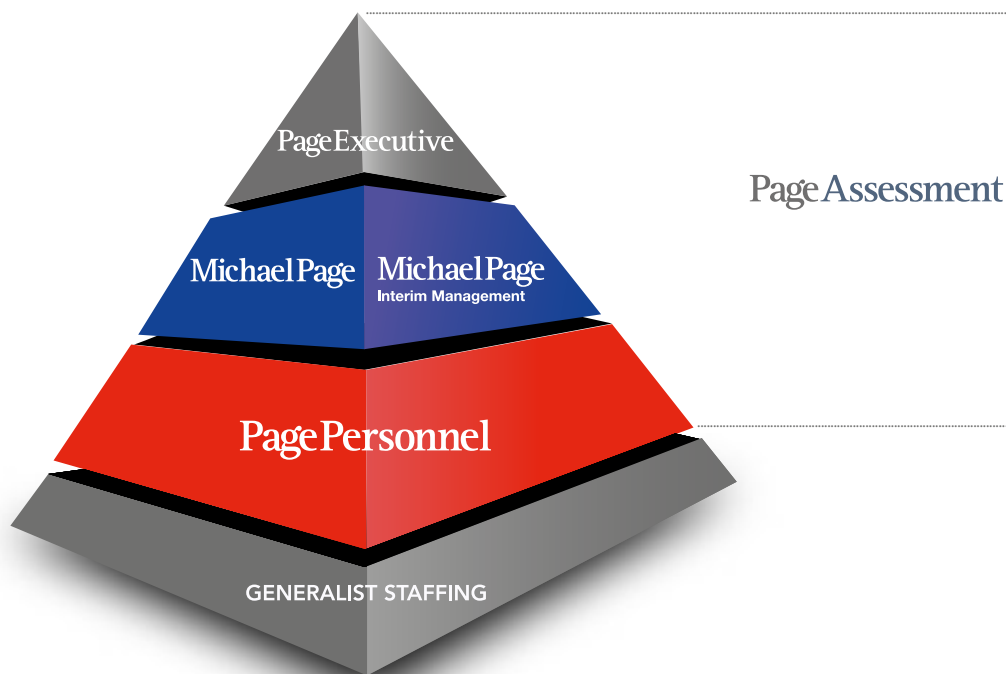 PageExecutive
PageAssessment
MichaelPage
MichaelPage
Interim Management
PagePersonnel
GENERALIST STAFFING